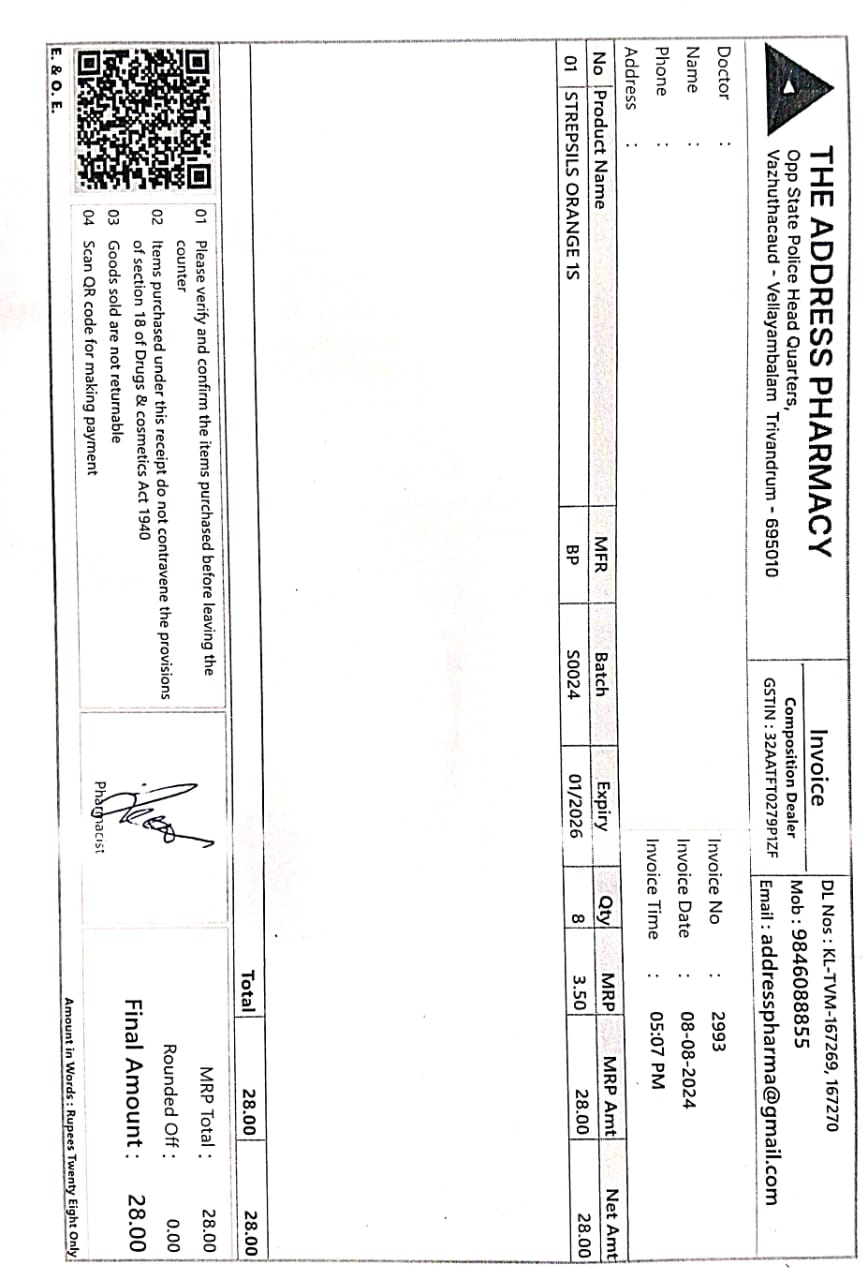 THE ADDRESS PHARMACY
Opp State Police Head Quarters,
Vazhuthacaud - Vellayambalam Trivandrum - 695010
Invoice
Composition Dealer
GSTIN : 32AATFT0279P1ZF
DL Nos : KL-TVM-167269, 167270
Mob : 9846088855
Email : addresspharma@gmail.com
Doctor :
Name :
Phone :
Address :
Invoice No : 2993
Invoice Date : 08-08-2024
Invoice Time : 05:07 PM
No Product Name MFR Batch Expiry Qty MRP MRP Amt Net Amt
01 STREPSILS ORANGE 1S BP S0024 01/2026 8 3.50 28.00 28.00
Total 28.00 28.00
01 Please verify and confirm the items purchased before leaving the
counter
02 Items purchased under this receipt do not contravene the provisions
of section 18 of Drugs & cosmetics Act 1940
03 Goods sold are not returnable
04 Scan QR code for making payment
Pharmacist
MRP Total : 28.00
Rounded Off : 0.00
Final Amount : 28.00
E. & O. E.
Amount in Words : Rupees Twenty Eight Only